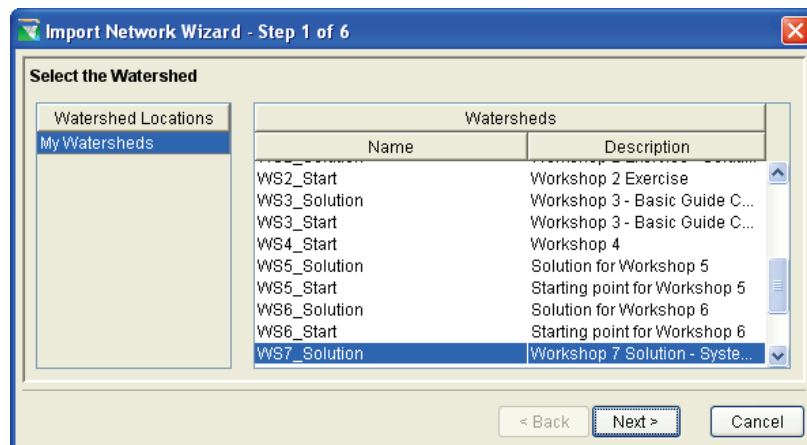 Import Network Wizard - Step 1 of 6
Select the Watershed
Watershed Locations
My Watersheds
Watersheds
Name Description
WS2_Start Workshop 2 Exercise
WS3_Solution Workshop 3 - Basic Guide C...
WS3_Start Workshop 3 - Basic Guide C...
WS4_Start Workshop 4
WS5_Solution Solution for Workshop 5
WS5_Start Starting point for Workshop 5
WS6_Solution Solution for Workshop 6
WS6_Start Starting point for Workshop 6
WS7_Solution Workshop 7 Solution - Syste...
< Back Next > Cancel